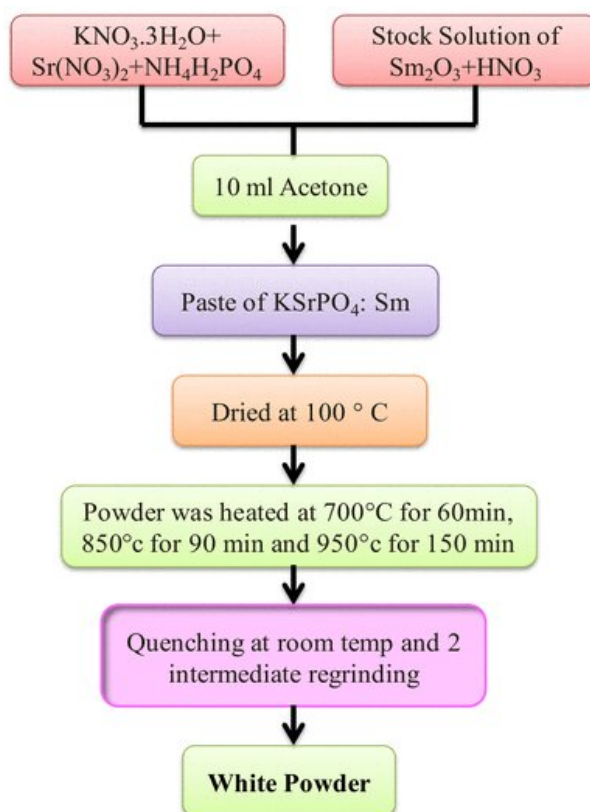 KNO₃.3H₂O+
Sr(NO₃)₂+NH₄H₂PO₄
Stock Solution of
Sm₂O₃+HNO₃
10 ml Acetone
Paste of KSrPO₄: Sm
Dried at 100 ° C
Powder was heated at 700°C for 60min,
850°c for 90 min and 950°c for 150 min
Quenching at room temp and 2
intermediate regrinding
White Powder